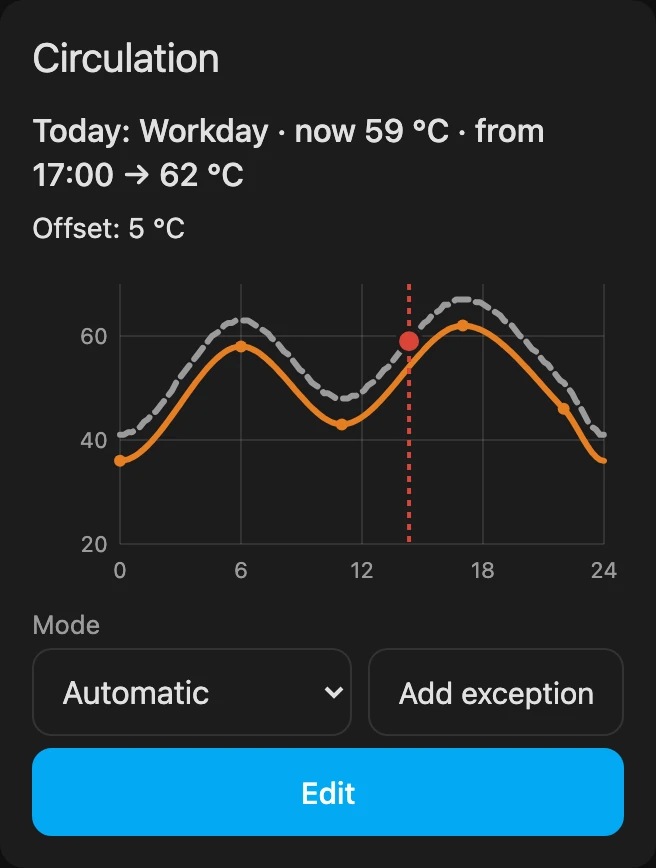 Circulation
Today: Workday · now 59 °C · from
17:00 → 62 °C
Offset: 5 °C
60
40
20
0 6 12 18 24
Mode
Automatic Add exception
Edit